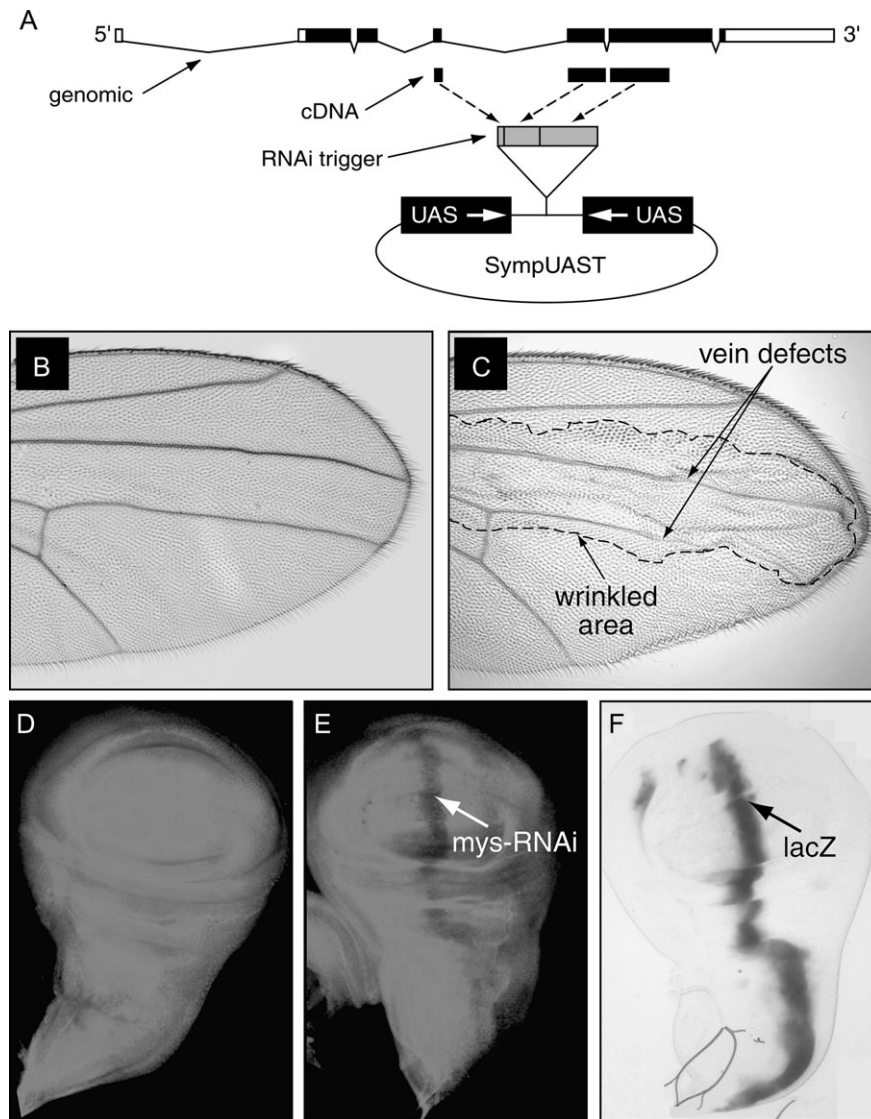 A
5'
3'
genomic
cDNA
RNAi trigger
UAS
UAS
SympUAST
B
C
vein defects
wrinkled
area
D
E
mys-RNAi
F
lacZ